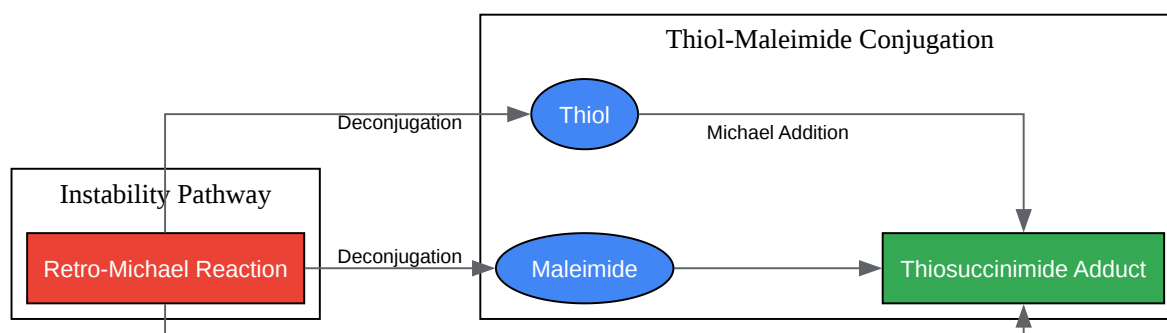 Thiol-Maleimide Conjugation
Thiol
Deconjugation
Michael Addition
Instability Pathway
Retro-Michael Reaction
Deconjugation
Maleimide
Thiosuccinimide Adduct